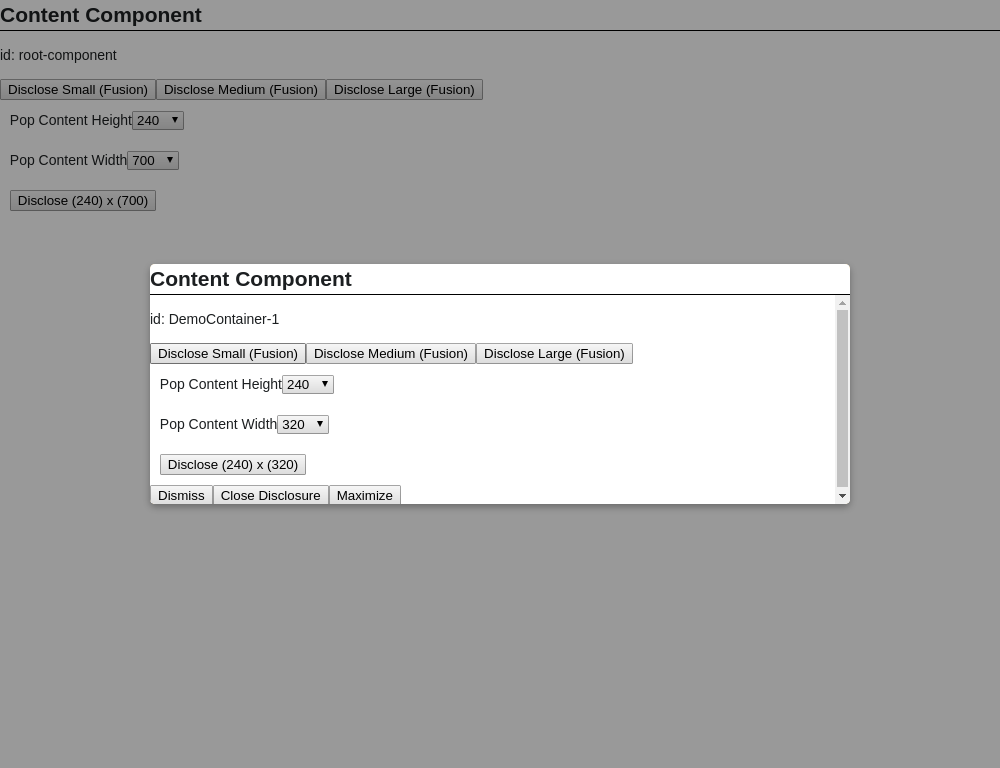 Content Component
id: root-component
Disclose Small (Fusion) Disclose Medium (Fusion) Disclose Large (Fusion)
Pop Content Height 240
Pop Content Width 700
Disclose (240) x (700)
Content Component
id: DemoContainer-1
Disclose Small (Fusion) Disclose Medium (Fusion) Disclose Large (Fusion)
Pop Content Height 240
Pop Content Width 320
Disclose (240) x (320)
Dismiss Close Disclosure Maximize